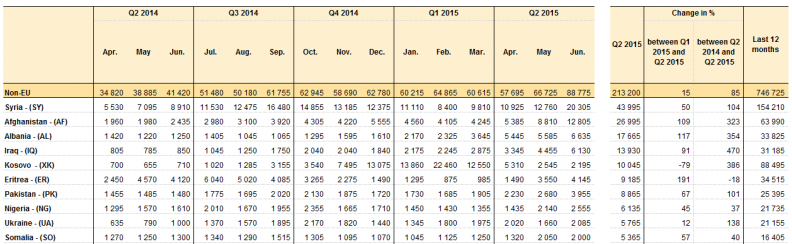 Q2 2014 Q3 2014 Q4 2014 Q1 2015 Q2 2015 Change in %
Apr. May Jun. Jul. Aug. Sep. Oct. Nov. Dec. Jan. Feb. Mar. Apr. May Jun. Q2 2015 between Q1 2015 and Q2 2015 between Q2 2014 and Q2 2015 Last 12 months
Non-EU 34 820 38 885 41 420 51 480 50 180 61 755 62 945 58 690 62 780 60 215 64 865 60 615 57 695 66 725 88 775 213 200 15 85 746 725
Syria - (SY) 5 530 7 095 8 910 11 530 12 475 16 480 14 855 13 185 12 375 11 110 8 400 9 810 10 925 12 760 20 305 43 995 50 104 154 210
Afghanistan - (AF) 1 960 1 980 2 435 2 980 3 100 3 920 4 305 4 220 5 555 4 560 4 105 4 245 5 385 8 810 12 805 26 995 109 323 63 990
Albania - (AL) 1 420 1 220 1 250 1 405 1 045 1 065 1 295 1 595 1 610 2 170 2 325 3 645 5 445 5 585 6 635 17 665 117 354 33 825
Iraq - (IQ) 805 785 850 1 045 1 250 1 750 2 040 2 040 1 840 2 175 2 245 2 875 3 345 4 455 6 130 13 930 91 470 31 185
Kosovo - (XK) 700 655 710 1 020 1 285 3 155 3 540 7 495 13 075 13 860 22 460 12 550 5 310 2 545 2 195 10 045 -79 386 88 495
Eritrea - (ER) 2 450 4 570 4 120 6 040 5 020 4 085 3 265 2 275 1 490 1 295 875 985 1 490 3 550 4 145 9 185 191 -18 34 515
Pakistan - (PK) 1 455 1 485 1 480 1 775 1 695 2 020 2 130 1 875 1 720 1 730 1 685 1 905 2 230 2 680 3 955 8 865 67 101 25 395
Nigeria - (NG) 1 295 1 570 1 610 2 010 1 670 1 955 2 355 1 665 1 710 1 450 1 355 1 435 1 435 2 140 2 555 6 135 45 37 21 735
Ukraine - (UA) 635 790 1 000 1 370 1 570 1 895 2 170 1 820 1 440 1 345 1 800 1 975 2 020 1 660 2 085 5 765 12 138 21 155
Somalia - (SO) 1 270 1 250 1 300 1 340 1 290 1 515 1 305 1 095 1 070 1 045 1 125 1 250 1 320 2 050 2 000 5 365 57 40 16 405